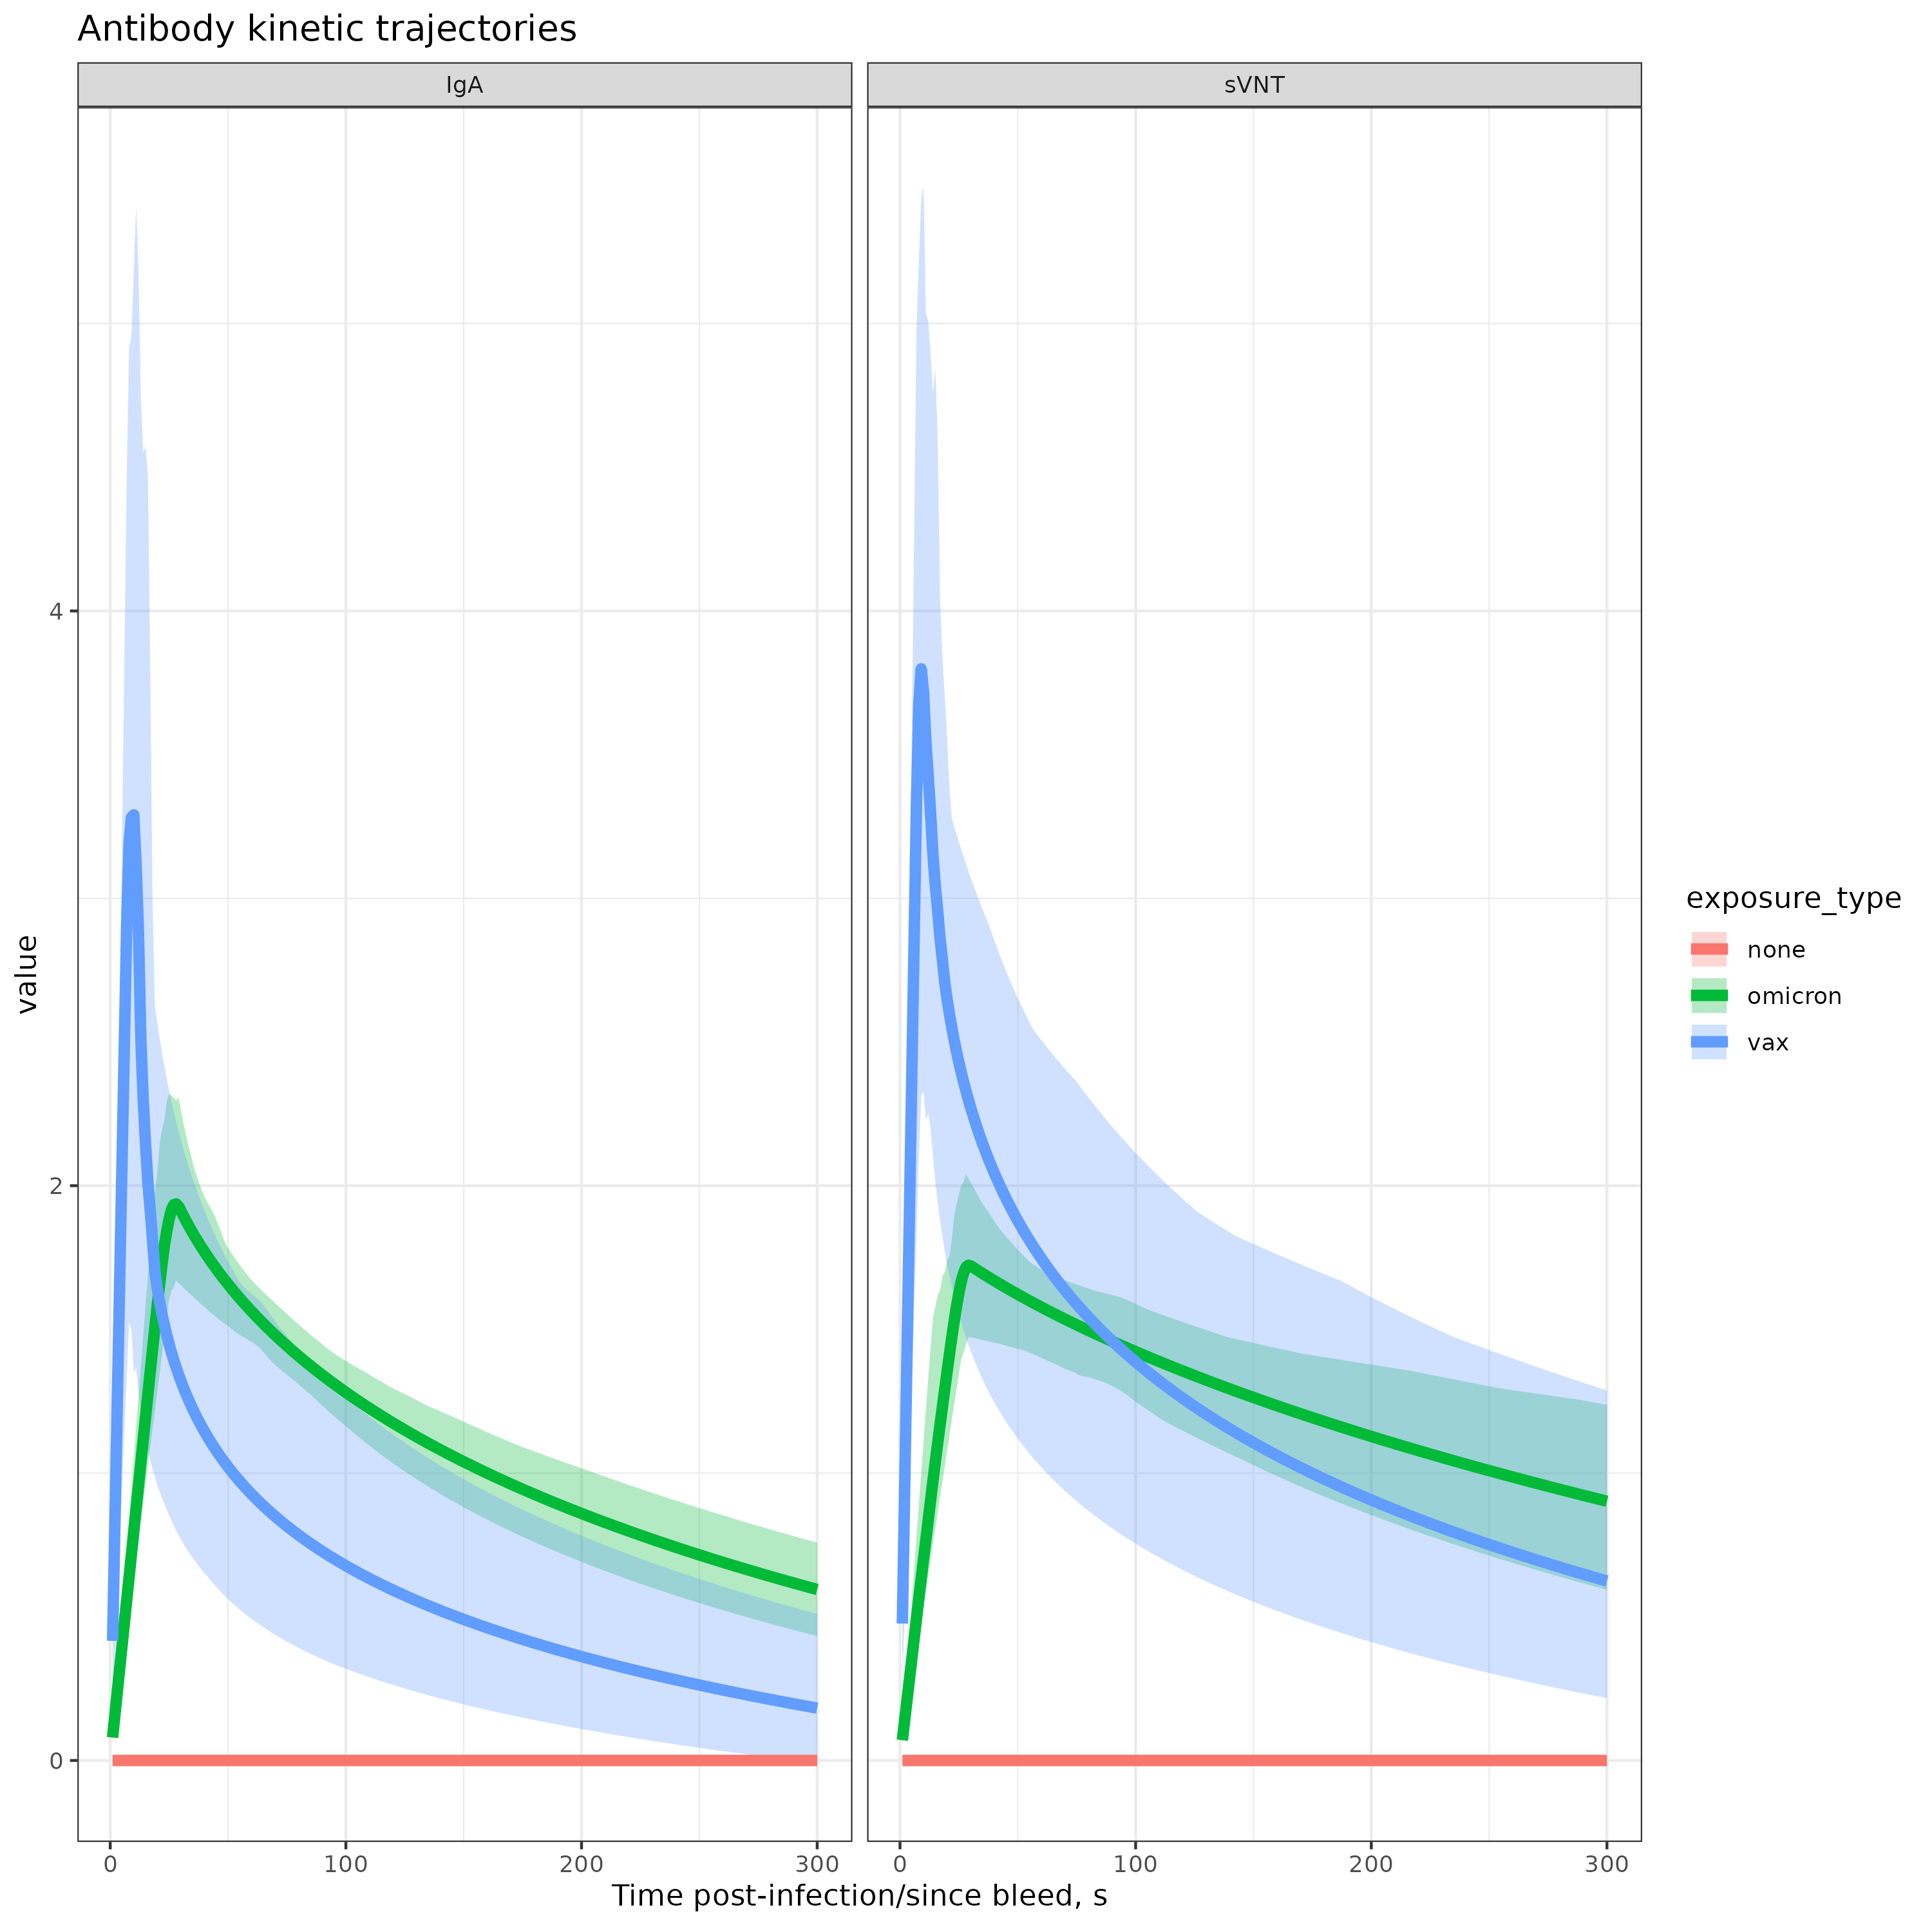 Antibody kinetic trajectories
IgA
sVNT
value
4
2
0
0
100
200
300
0
100
200
300
Time post-infection/since bleed, s
exposure_type
none
omicron
vax